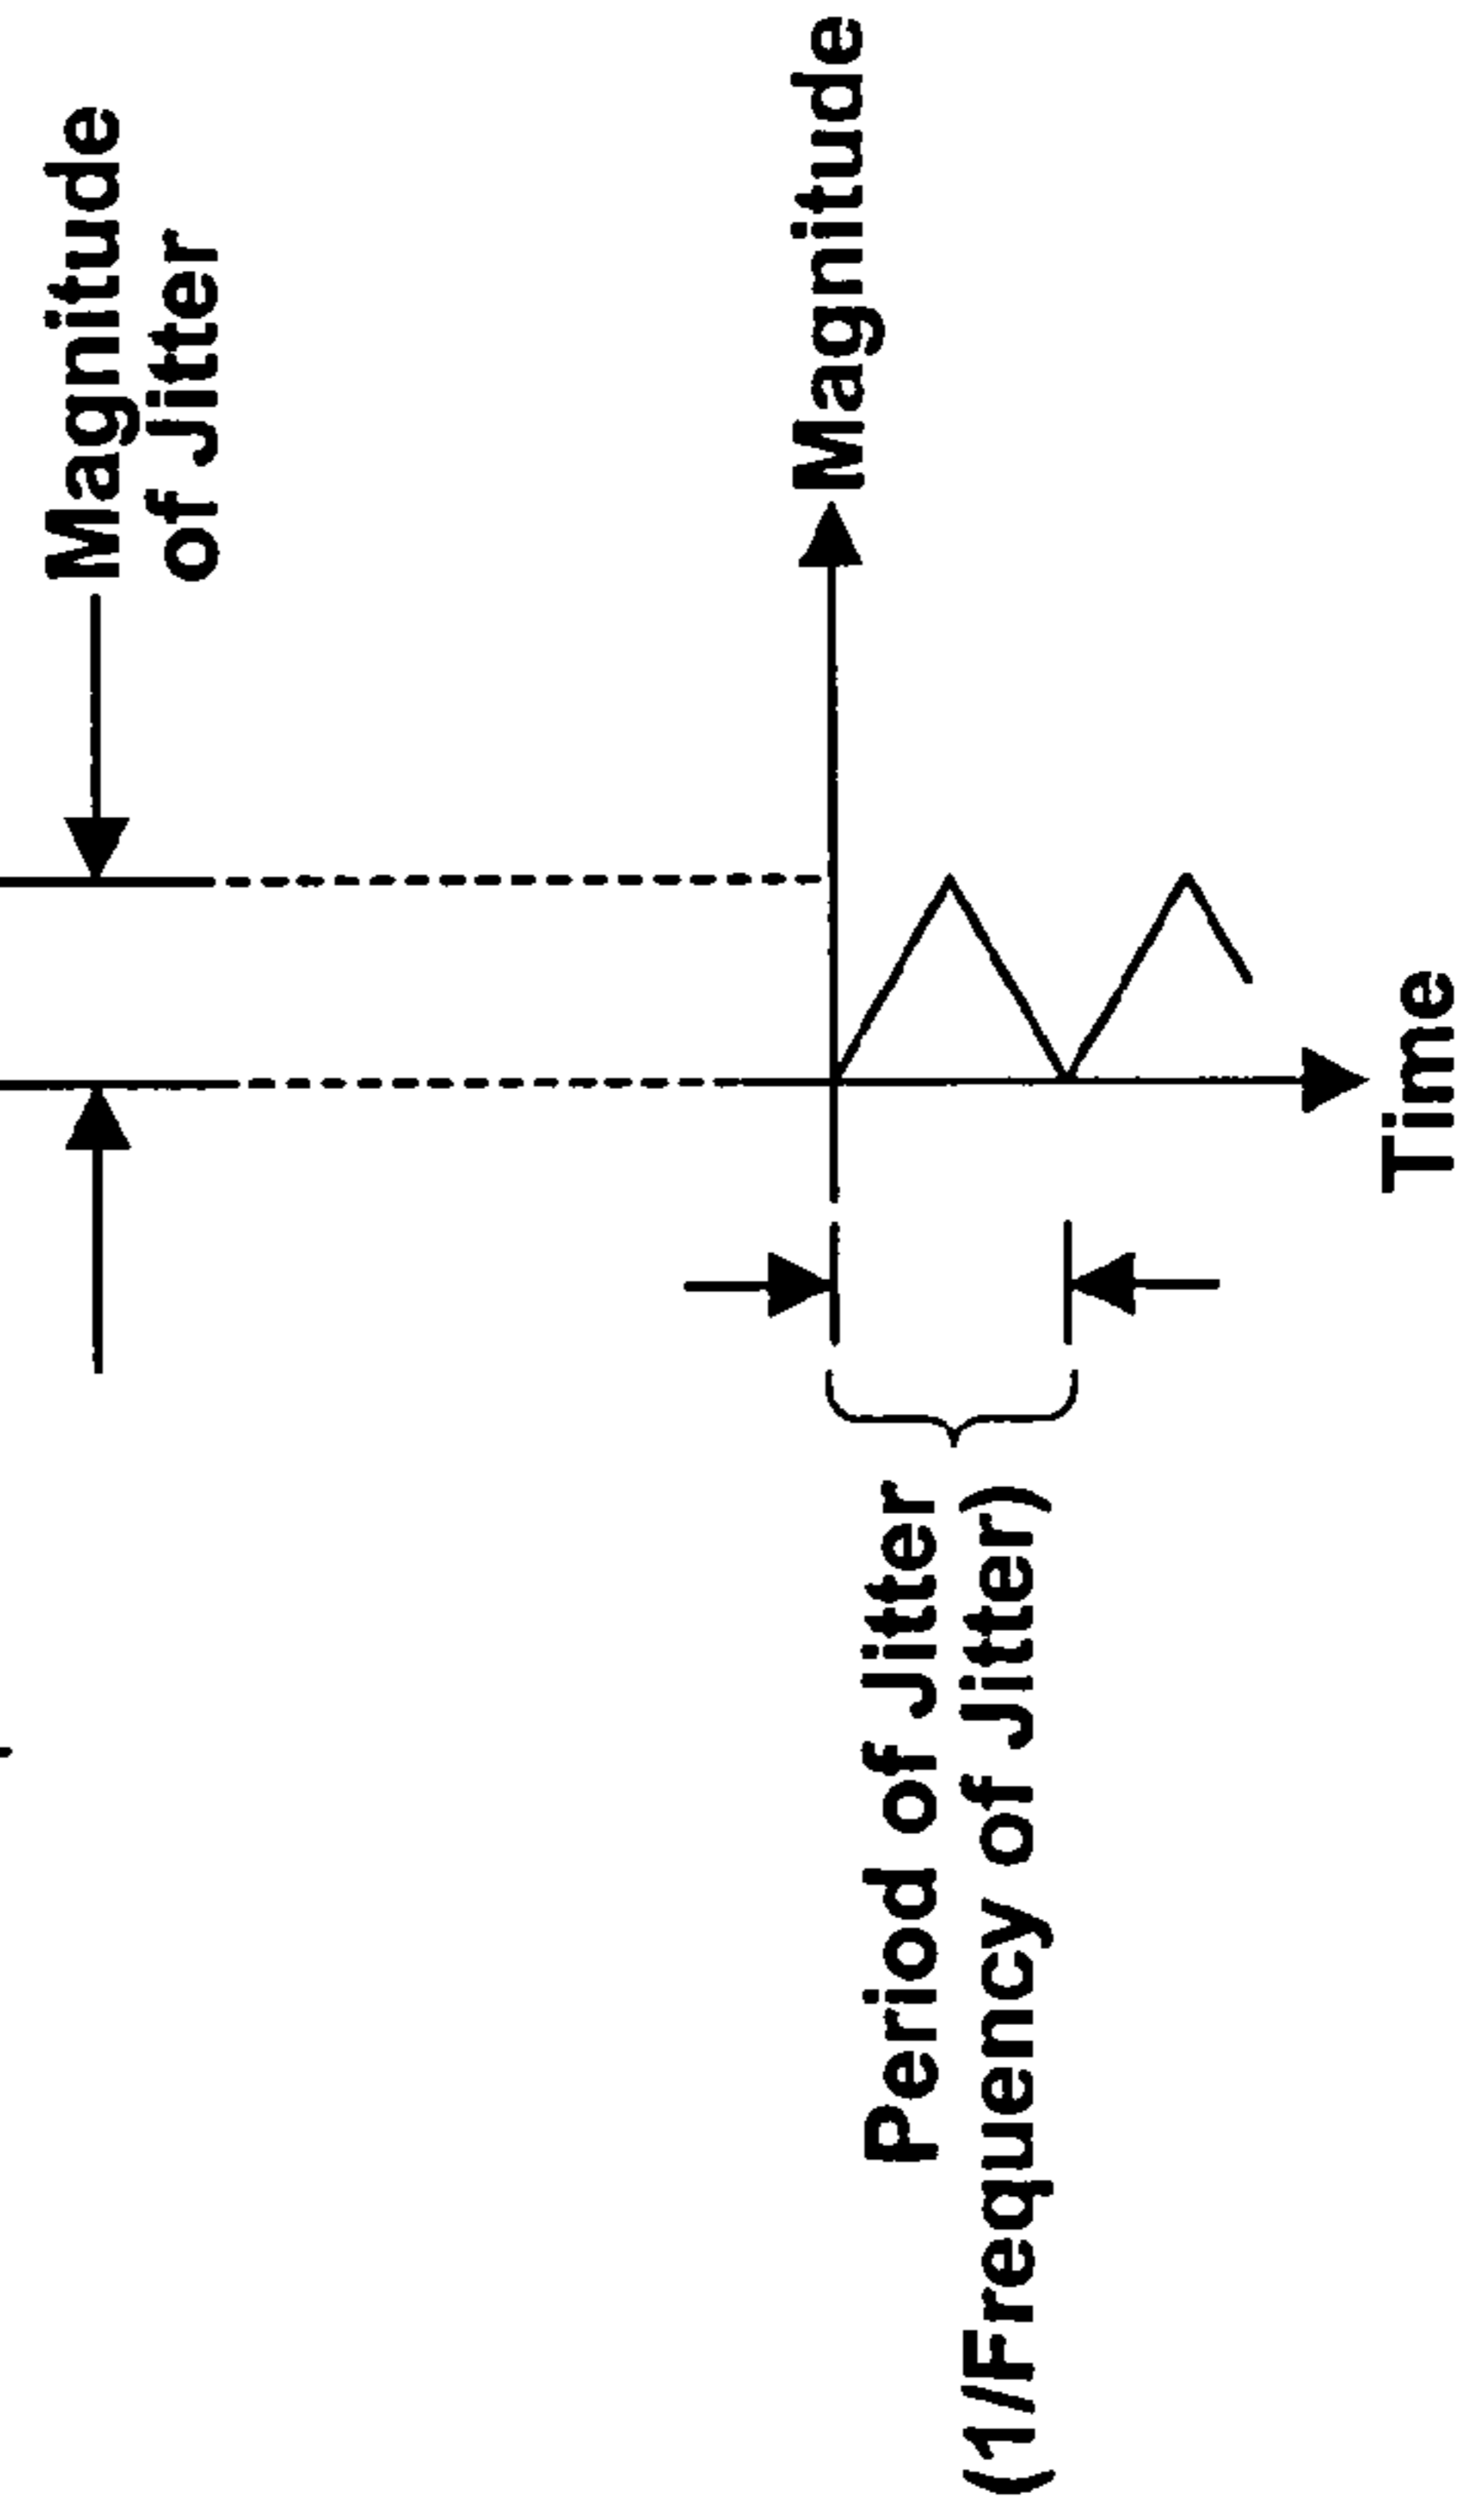 Magnitude
of Jitter
Magnitude
Time
Period of Jitter
(1/Frequency of Jitter)